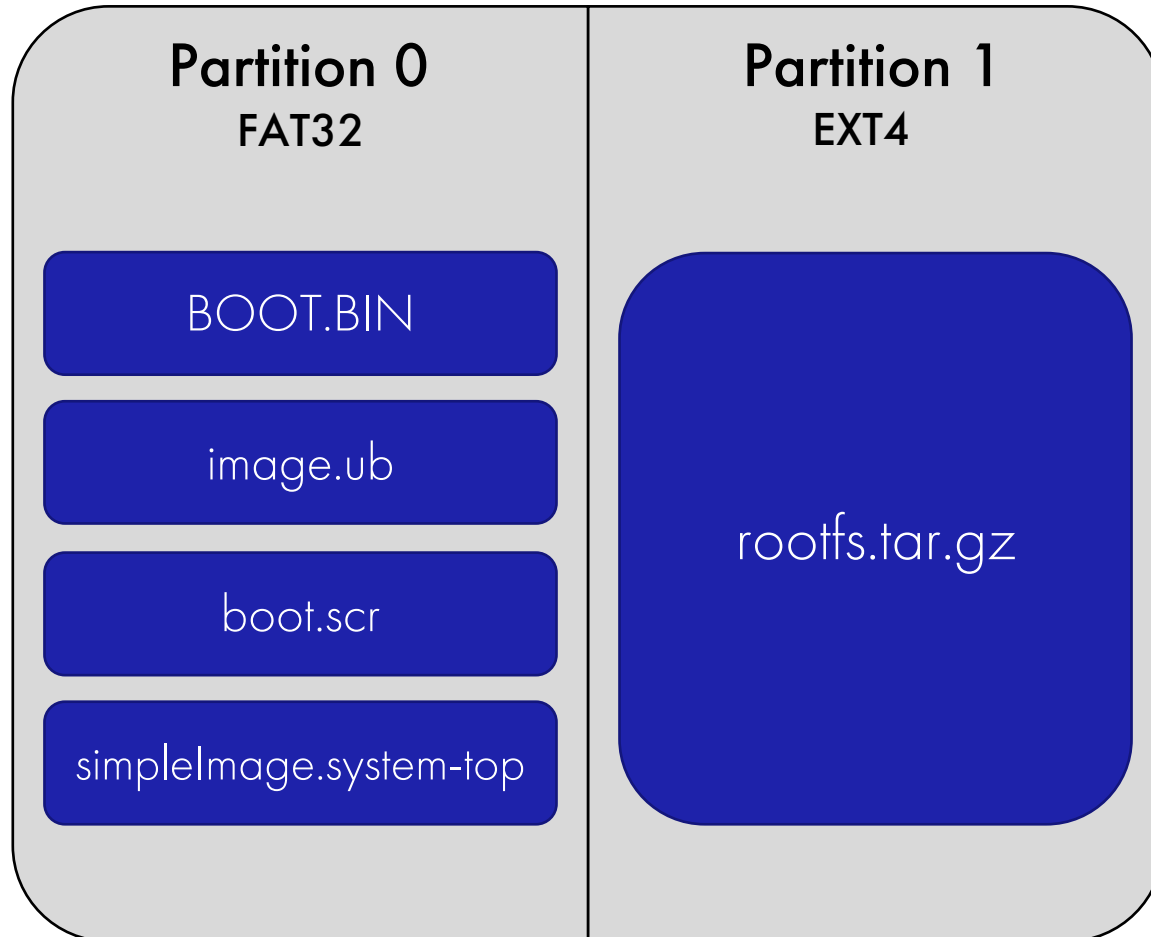 Partition 0
FAT32
BOOT.BIN
image.ub
boot.scr
simpleImage.system-top
Partition 1
EXT4
rootfs.tar.gz